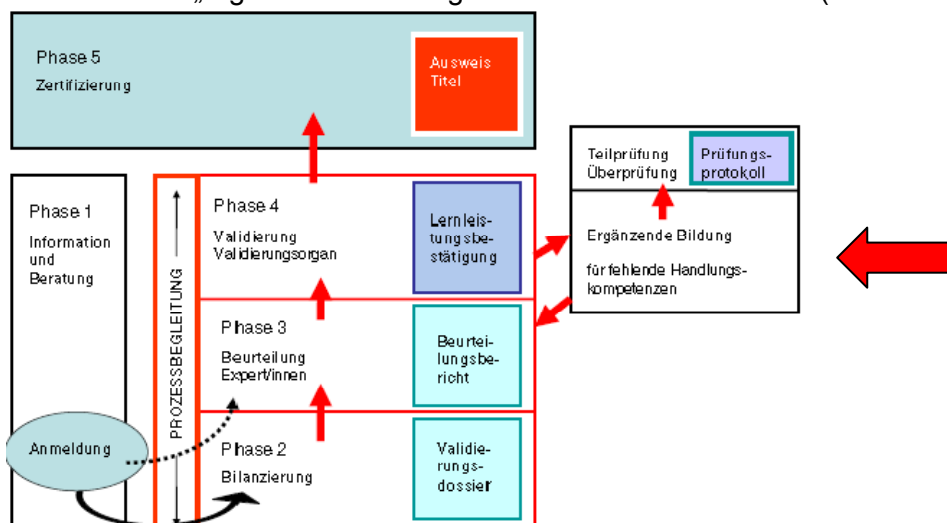 Phase 5
Zertifizierung
Ausweis
Titel
Teilprüfung
Überprüfung
Prüfungs-
protokoll
Ergänzende Bildung
für fehlende Handlungs-
kompetenzen
Phase 1
Information
und
Beratung
Anmeldung
PROZESSBEGLEITUNG
Phase 4
Validierung
Validierungsorgan
Lernleis-
tungsbe-
stätigung
Phase 3
Beurteilung
Expert/innen
Beurtei-
lungsbe-
richt
Phase 2
Bilanzierung
Validie-
rungs-
dossier